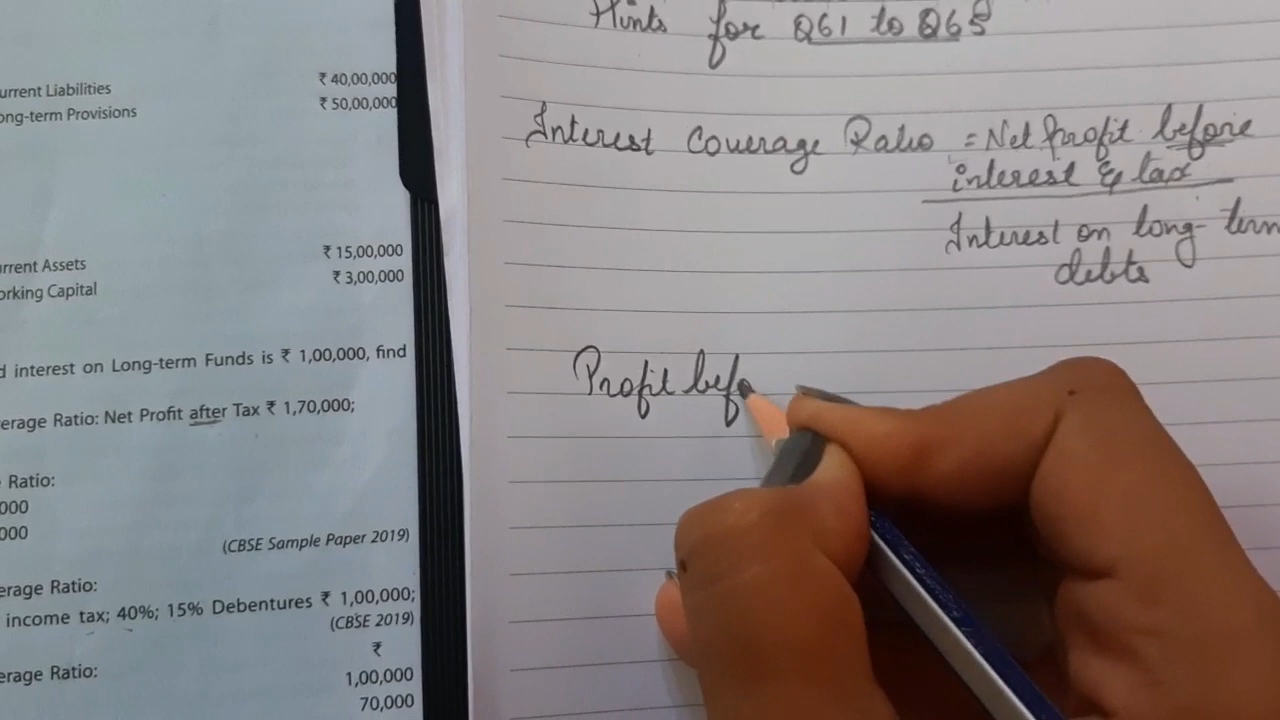 urrent Liabilities ₹ 40,00,000
ong-term Provisions ₹ 50,00,000
urrent Assets ₹ 15,00,000
orking Capital ₹ 3,00,000
d interest on Long-term Funds is ₹ 1,00,000, find
erage Ratio: Net Profit after Tax ₹ 1,70,000;
Ratio:
000
000
(CBSE Sample Paper 2019)
erage Ratio:
income tax; 40%; 15% Debentures ₹ 1,00,000;
(CBSE 2019)
₹
erage Ratio:
1,00,000
70,000
Hints for Q61 to Q65
Interest Coverage Ratio = Net Profit before
interest & tax
Interest on long-term
debts
Profit befo